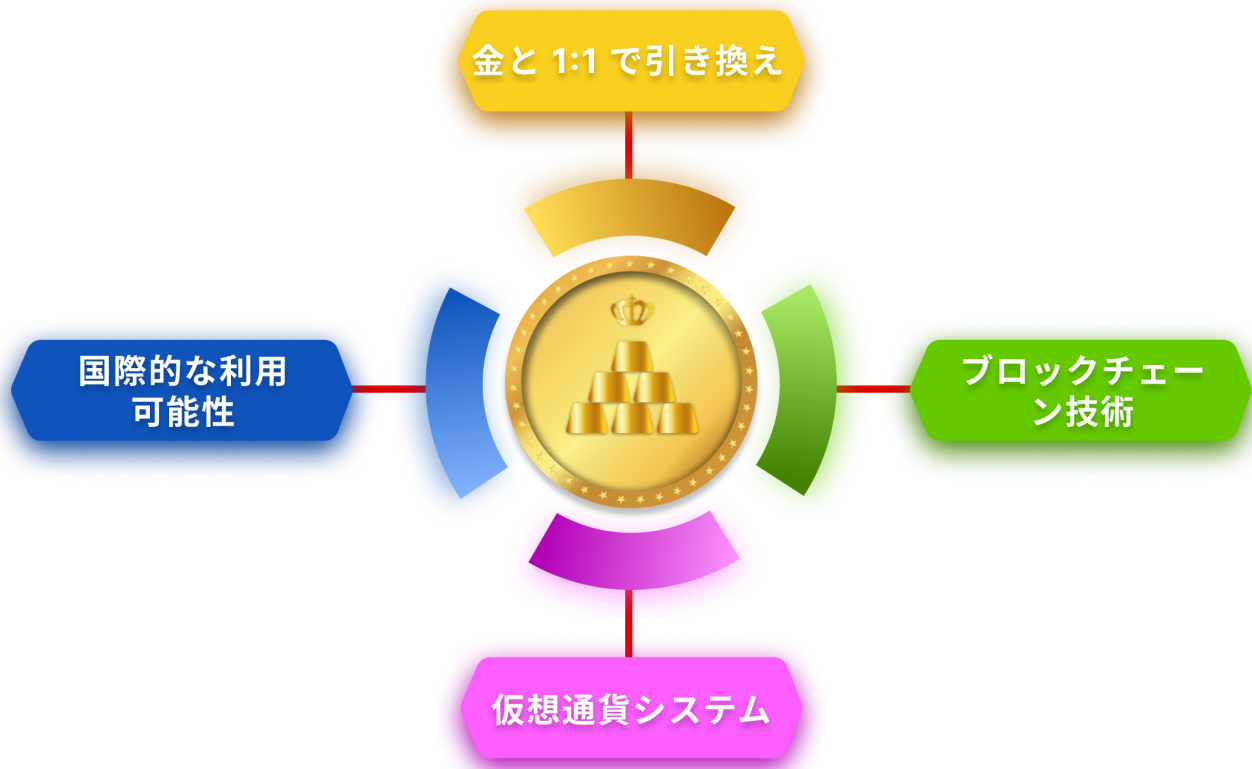 金と 1:1 で引き換え
国際的な利用
可能性
ブロックチェー
ン技術
仮想通貨システム